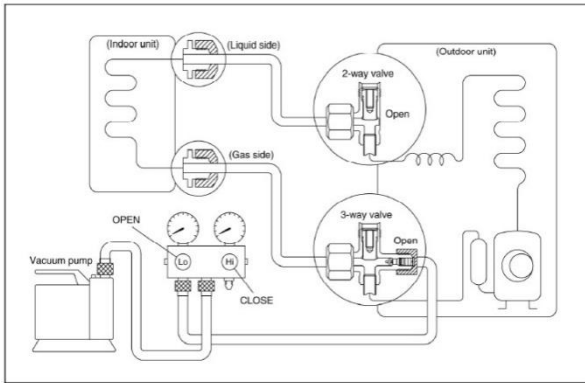 (Indoor unit)
(Liquid side)
(Outdoor unit)
2-way valve
Open
(Gas side)
3-way valve
Open
OPEN
Lo
Hi
Vacuum pump
CLOSE